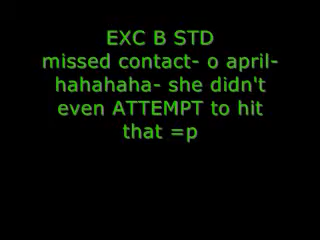 EXC B STD
missed contact- o april-
hahahaha- she didn't
even ATTEMPT to hit
that =p